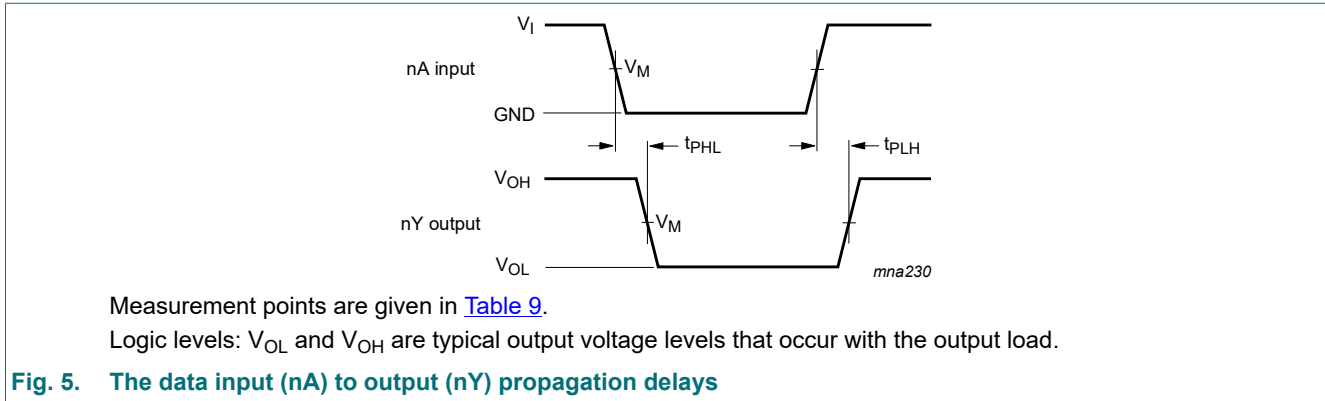 V_I
nA input
V_M
GND
t_PHL
t_PLH
V_OH
nY output
V_M
V_OL
mna230
Measurement points are given in Table 9.
Logic levels: V_OL and V_OH are typical output voltage levels that occur with the output load.
Fig. 5. The data input (nA) to output (nY) propagation delays